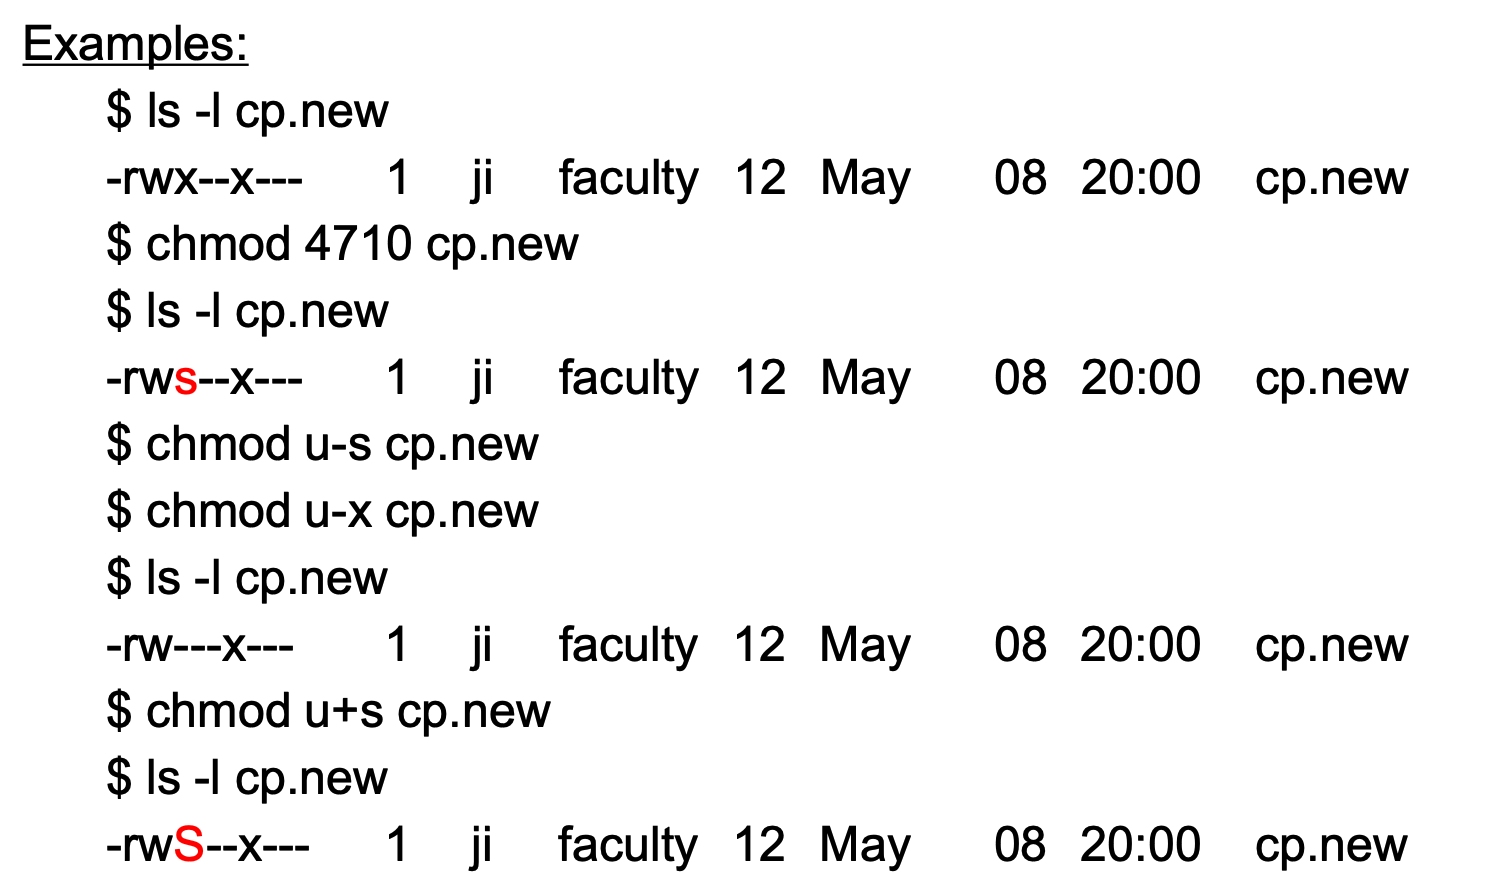 Examples:
$ ls -l cp.new
-rwx--x--- 1 ji faculty 12 May 08 20:00 cp.new
$ chmod 4710 cp.new
$ ls -l cp.new
-rws--x--- 1 ji faculty 12 May 08 20:00 cp.new
$ chmod u-s cp.new
$ chmod u-x cp.new
$ ls -l cp.new
-rw---x--- 1 ji faculty 12 May 08 20:00 cp.new
$ chmod u+s cp.new
$ ls -l cp.new
-rwS--x--- 1 ji faculty 12 May 08 20:00 cp.new